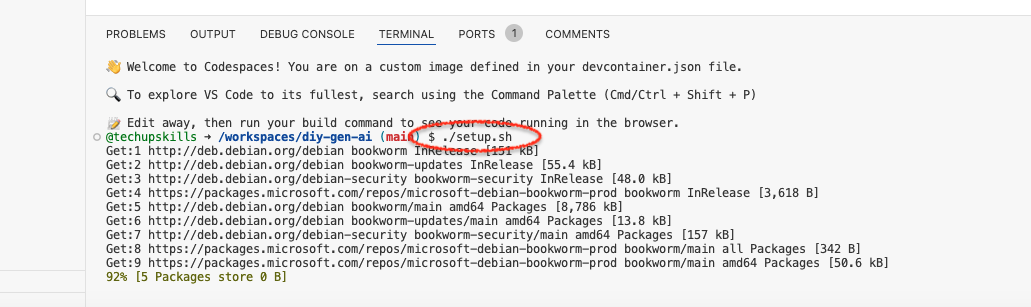 PROBLEMS OUTPUT DEBUG CONSOLE TERMINAL PORTS 1 COMMENTS
👋 Welcome to Codespaces! You are on a custom image defined in your devcontainer.json file.
🔍 To explore VS Code to its fullest, search using the Command Palette (Cmd/Ctrl + Shift + P)
📝 Edit away, then run your build command to see your code running in the browser.
@techupskills ➜ /workspaces/diy-gen-ai (main) $ ./setup.sh
Get:1 http://deb.debian.org/debian bookworm InRelease [151 kB]
Get:2 http://deb.debian.org/debian bookworm-updates InRelease [55.4 kB]
Get:3 http://deb.debian.org/debian-security bookworm-security InRelease [48.0 kB]
Get:4 https://packages.microsoft.com/repos/microsoft-debian-bookworm-prod bookworm InRelease [3,618 B]
Get:5 http://deb.debian.org/debian bookworm/main amd64 Packages [8,786 kB]
Get:6 http://deb.debian.org/debian bookworm-updates/main amd64 Packages [13.8 kB]
Get:7 http://deb.debian.org/debian-security bookworm-security/main amd64 Packages [157 kB]
Get:8 https://packages.microsoft.com/repos/microsoft-debian-bookworm-prod bookworm/main all Packages [342 B]
Get:9 https://packages.microsoft.com/repos/microsoft-debian-bookworm-prod bookworm/main amd64 Packages [50.6 kB]
92% [5 Packages store 0 B]